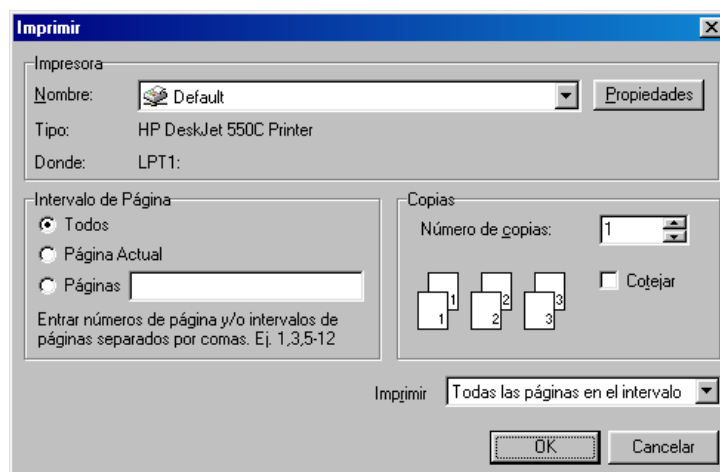 Imprimir
Impresora
Nombre: Default Propiedades
Tipo: HP DeskJet 550C Printer
Donde: LPT1:
Intervalo de Página
Todos
Página Actual
Páginas
Entrar números de página y/o intervalos de
páginas separados por comas. Ej. 1,3,5-12
Copias
Número de copias: 1
1 1 2 2 3 3
Cotejar
Imprimir Todas las páginas en el intervalo
OK Cancelar